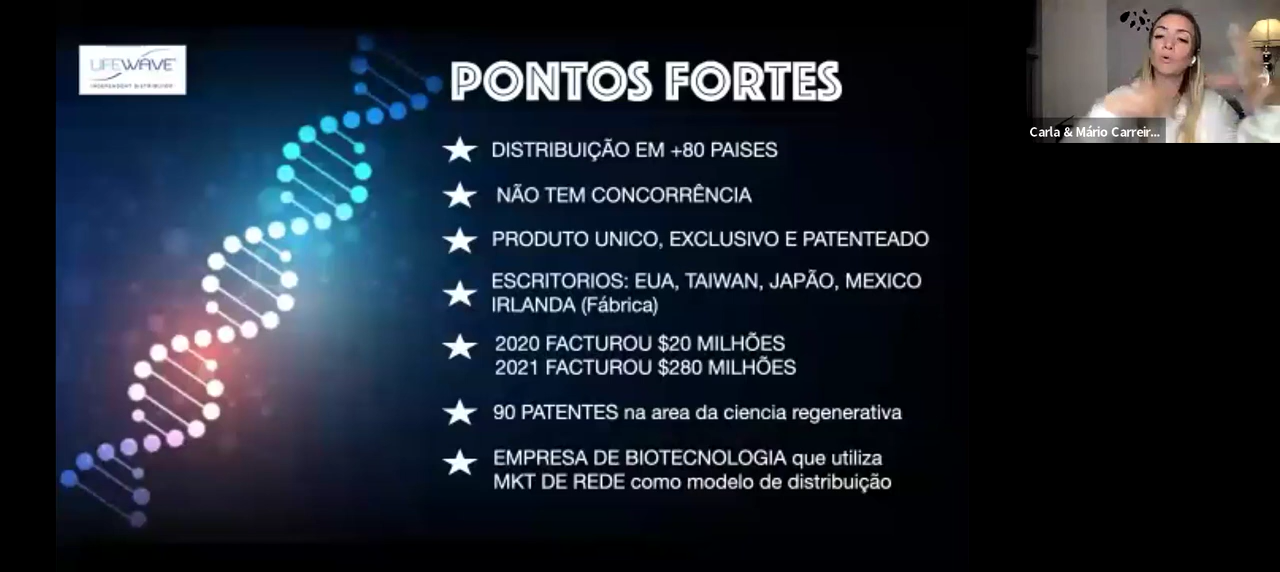 LIFEWAVE
INDEPENDENT DISTRIBUTOR
PONTOS FORTES
DISTRIBUIÇÃO EM +80 PAISES
NÃO TEM CONCORRÊNCIA
PRODUTO UNICO, EXCLUSIVO E PATENTEADO
ESCRITORIOS: EUA, TAIWAN, JAPÃO, MEXICO
IRLANDA (Fábrica)
2020 FACTUROU $20 MILHÕES
2021 FACTUROU $280 MILHÕES
90 PATENTES na area da ciencia regenerativa
EMPRESA DE BIOTECNOLOGIA que utiliza
MKT DE REDE como modelo de distribuição
Carla & Mário Carreir...